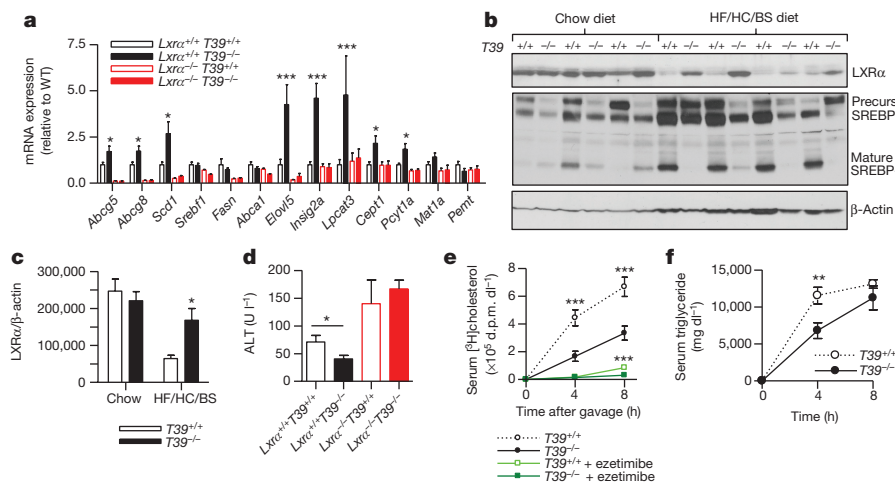 a
mRNA expression
(relative to WT)
7.5
5.0
2.5
0
Lxrα+/+ T39+/+
Lxrα+/+ T39−/−
Lxrα−/− T39+/+
Lxrα−/− T39−/−
* * * *** *** *** * *
Abcg5 Abcg8 Scd1 Srebf1 Fasn Abca1 Elovl5 Insig2a Lpcat3 Cept1 Pcyt1a Mat1a Pemt
b
Chow diet HF/HC/BS diet
T39 +/+ −/− +/+ −/− +/+ −/− +/+ −/− +/+ −/− +/+ −/− +/+ −/−
LXRα
Precurs
SREBP
Mature
SREBP
β-Actin
c
LXRα/β-actin
300,000
200,000
100,000
0
*
Chow HF/HC/BS
T39+/+
T39−/−
d
ALT (U l−1)
200
150
100
50
0
*
Lxrα+/+T39+/+
Lxrα+/+T39−/−
Lxrα−/−T39+/+
Lxrα−/−T39−/−
e
Serum [3H]cholesterol
(×105 d.p.m. dl−1)
8
6
4
2
0
*** *** ***
0 4 8
Time after gavage (h)
T39+/+
T39−/−
T39+/+ + ezetimibe
T39−/− + ezetimibe
f
Serum triglyceride
(mg dl−1)
15,000
10,000
5,000
0
**
T39+/+
T39−/−
0 4 8
Time (h)